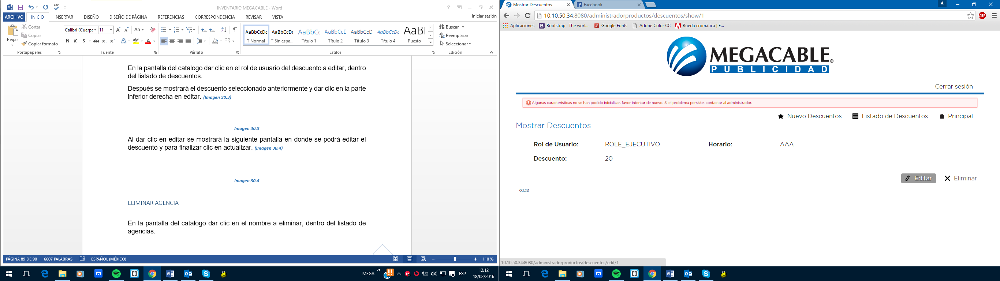 INVENTARIO MEGACABLE - Word
ARCHIVO INICIO INSERTAR DISEÑO DISEÑO DE PÁGINA REFERENCIAS CORRESPONDENCIA REVISAR VISTA Iniciar sesión
Pegar
Cortar
Copiar
Copiar formato
Portapapeles
Calibri (Cuerpo 11
N K S abc x₂ x²
Fuente
Párrafo
AaBbCcDc AaBbCcDc AaBbC AaBbCcC AaBbCcD AaBbCcDc AaBI
¶ Normal ¶ Sin espa... Título 1 Título 2 Título 3 Título 4 Puesto
Estilos
Buscar
Reemplazar
Seleccionar
Edición
En la pantalla del catalogo dar clic en el rol de usuario del descuento a editar, dentro
del listado de descuentos.
Después se mostrará el descuento seleccionado anteriormente y dar clic en la parte
inferior derecha en editar. (Imagen 30.3)
Imagen 30.3
Al dar clic en editar se mostrará la siguiente pantalla en donde se podrá editar el
descuento y para finalizar clic en actualizar. (Imagen 30.4)
Imagen 30.4
ELIMINAR AGENCIA
En la pantalla del catalogo dar clic en el nombre a eliminar, dentro del listado de
agencias.
PÁGINA 89 DE 90 6607 PALABRAS ESPAÑOL (MÉXICO) 110 %
MEGA ESP 12:12
18/02/2016
Mostrar Descuentos Facebook
10.10.50.34:8080/administradorproductos/descuentos/show/1 ABP
Aplicaciones Bootstrap · The worl... Google Fonts Adobe Color CC Rueda cromática | E...
MEGACABLE®
PUBLICIDAD
Cerrar sesión
Algunas características no se han podido inicializar, favor intentar de nuevo. Si el problema persiste, contactar al administrador.
Nuevo Descuentos Listado de Descuentos Principal
Mostrar Descuentos
Rol de Usuario: ROLE_EJECUTIVO Horario: AAA
Descuento: 20
Editar Eliminar
0.1.23
10.10.50.34:8080/administradorproductos/descuentos/edit/1